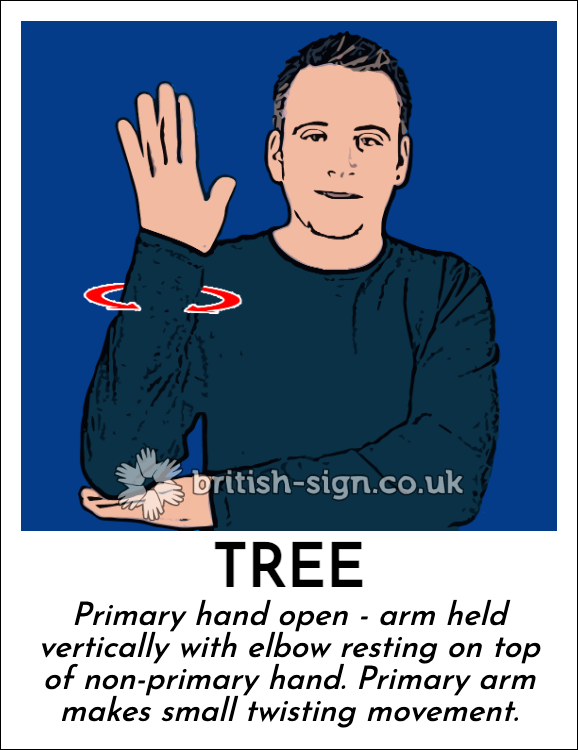 british-sign.co.uk
TREE
Primary hand open - arm held
vertically with elbow resting on top
of non-primary hand. Primary arm
makes small twisting movement.